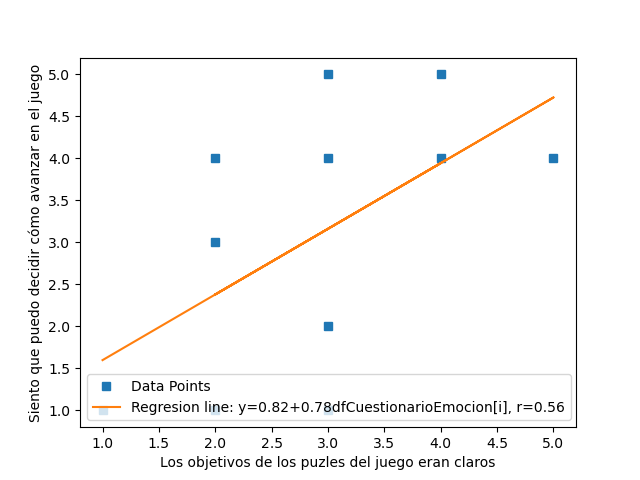 Siento que puedo decidir cómo avanzar en el juego
5.0
4.5
4.0
3.5
3.0
2.5
2.0
1.5
1.0
Data Points
Regresion line: y=0.82+0.78dfCuestionarioEmocion[i], r=0.56
1.0 1.5 2.0 2.5 3.0 3.5 4.0 4.5 5.0
Los objetivos de los puzles del juego eran claros